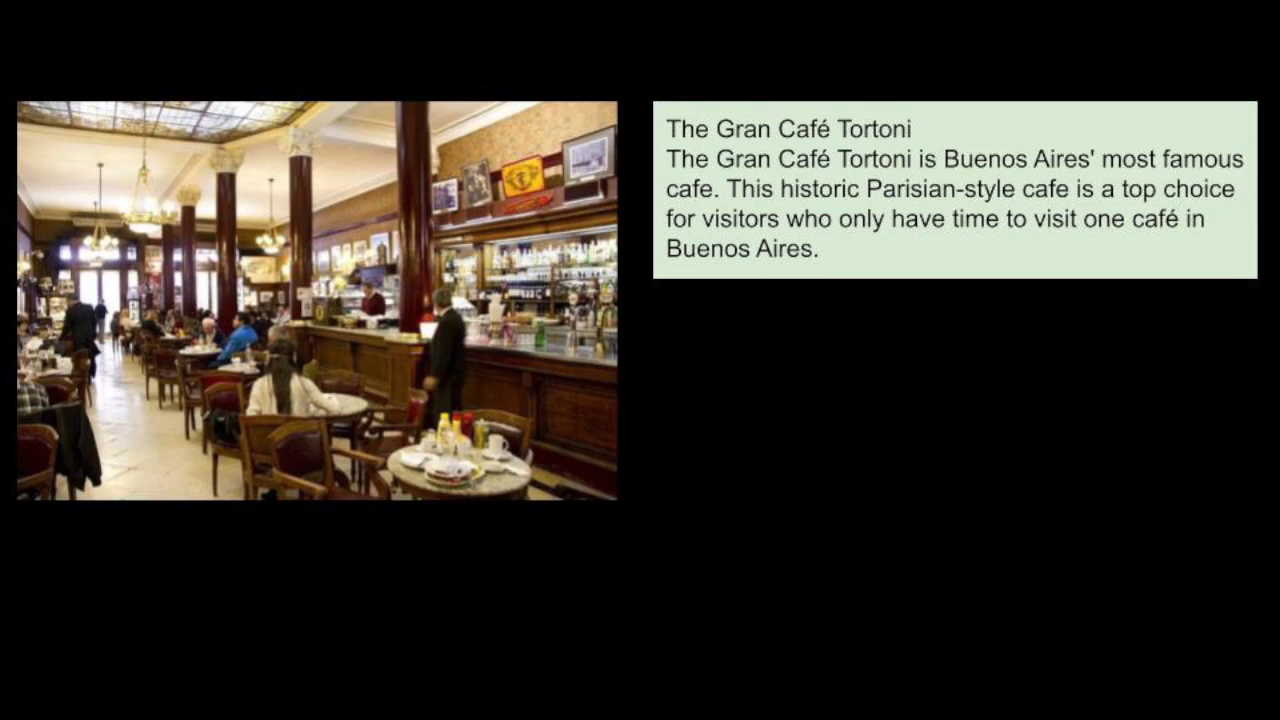 The Gran Café Tortoni
The Gran Café Tortoni is Buenos Aires' most famous
cafe. This historic Parisian-style cafe is a top choice
for visitors who only have time to visit one café in
Buenos Aires.